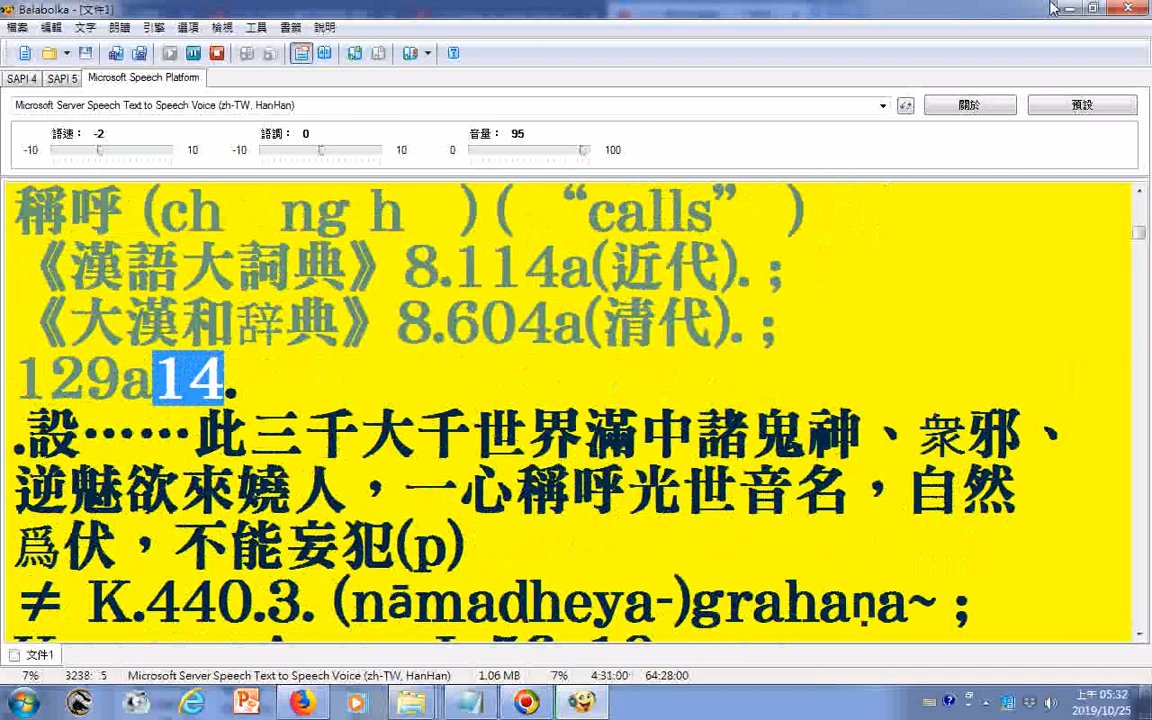 Balabolka - [文件1]
檔案 編輯 文字 朗讀 引擎 選項 檢視 工具 書籤 說明
SAPI 4 SAPI 5 Microsoft Speech Platform
Microsoft Server Speech Text to Speech Voice (zh-TW, HanHan) 關於 預設
語速： -2 語調： 0 音量： 95
-10 10 -10 10 0 100
稱呼 (ch ng h ) ( “calls” )
《漢語大詞典》 8.114a(近代). ;
《大漢和辞典》 8.604a(清代). ;
129a14.
.設……此三千大千世界滿中諸鬼神、衆邪、
逆魅欲來嬈人，一心稱呼光世音名，自然
爲伏，不能妄犯(p)
≠ K.440.3. (nāmadheya-)grahaṇa~ ;
文件1
7% 3238: 5 Microsoft Server Speech Text to Speech Voice (zh-TW, HanHan) 1.06 MB 7% 4:31:00 64:28:00
上午 05:32
2019/10/25